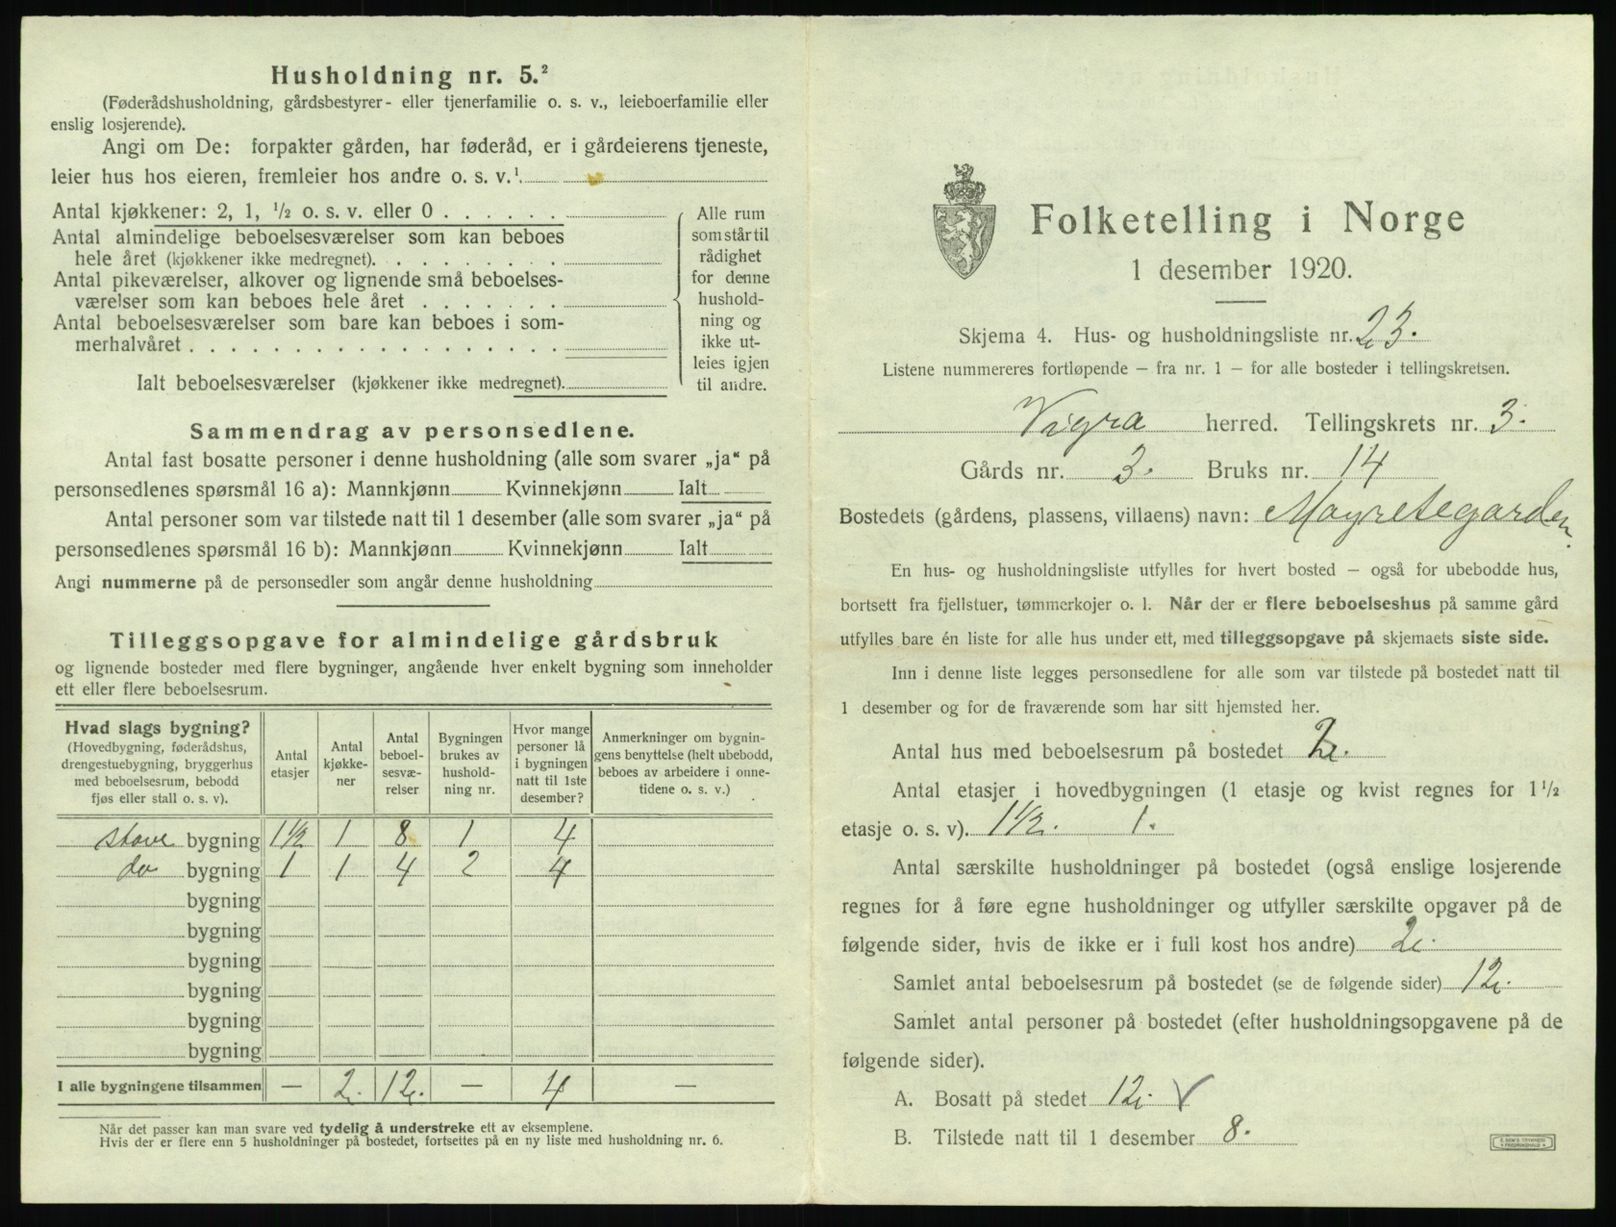 Husholdning nr. 5.²
(Føderådshusholdning, gårdsbestyrer- eller tjenerfamilie o. s. v., leieboerfamilie eller
enslig losjerende).
Angi om De: forpakter gården, har føderåd, er i gårdeierens tjeneste,
leier hus hos eieren, fremleier hos andre o. s. v.¹
Antal kjøkkener: 2, 1, ½ o. s. v. eller 0 . . . . . .
Antal almindelige beboelsesværelser som kan beboes
hele året (kjøkkener ikke medregnet). . . . . . . . .
Antal pikeværelser, alkover og lignende små beboelses-
værelser som kan beboes hele året . . . . . . .
Antal beboelsesværelser som bare kan beboes i som-
merhalvåret . . . . . . . . . . . . . . . . . .
Ialt beboelsesværelser (kjøkkener ikke medregnet).
Alle rum
som står til
rådighet
for denne
hushold-
ning og
ikke ut-
leies igjen
til andre.
Sammendrag av personsedlene.
Antal fast bosatte personer i denne husholdning (alle som svarer „ja“ på
personsedlenes spørsmål 16 a): Mannkjønn Kvinnekjønn Ialt
Antal personer som var tilstede natt til 1 desember (alle som svarer „ja“ på
personsedlenes spørsmål 16 b): Mannkjønn Kvinnekjønn Ialt
Angi nummerne på de personsedler som angår denne husholdning
Tilleggsopgave for almindelige gårdsbruk
og lignende bosteder med flere bygninger, angående hver enkelt bygning som inneholder
ett eller flere beboelsesrum.
Hvad slags bygning?
(Hovedbygning, føderådshus,
drengestuebygning, bryggerhus
med beboelsesrum, bebodd
fjøs eller stall o. s. v).
Antal
etasjer
Antal
kjøkke-
ner
Antal
beboel-
sesvæ-
relser
Bygningen
brukes av
hushold-
ning nr.
Hvor mange
personer lå
i bygningen
natt til 1ste
desember?
Anmerkninger om bygnin-
gens benyttelse (helt ubebodd,
beboes av arbeidere i onne-
tidene o. s. v.)
stove bygning 1½ 1 8 1 4
do bygning 1 1 4 2 4
bygning
bygning
bygning
bygning
bygning
bygning
I alle bygningene tilsammen — 2. 12. — 4 —
Når det passer kan man svare ved tydelig å understreke ett av eksemplene.
Hvis der er flere enn 5 husholdninger på bostedet, fortsettes på en ny liste med husholdning nr. 6.
Folketelling i Norge
1 desember 1920.
Skjema 4. Hus- og husholdningsliste nr. 23.
Listene nummereres fortløpende — fra nr. 1 — for alle bosteder i tellingskretsen.
Vigra herred. Tellingskrets nr. 3.
Gårds nr. 3. Bruks nr. 14
Bostedets (gårdens, plassens, villaens) navn: Magretegarden.
En hus- og husholdningsliste utfylles for hvert bosted — også for ubebodde hus,
bortsett fra fjellstuer, tømmerkojer o. l. Når der er flere beboelseshus på samme gård
utfylles bare én liste for alle hus under ett, med tilleggsopgave på skjemaets siste side.
Inn i denne liste legges personsedlene for alle som var tilstede på bostedet natt til
1 desember og for de fraværende som har sitt hjemsted her.
Antal hus med beboelsesrum på bostedet 2.
Antal etasjer i hovedbygningen (1 etasje og kvist regnes for 1½
etasje o. s. v). 1½. 1.
Antal særskilte husholdninger på bostedet (også enslige losjerende
regnes for å føre egne husholdninger og utfyller særskilte opgaver på de
følgende sider, hvis de ikke er i full kost hos andre) 2.
Samlet antal beboelsesrum på bostedet (se de følgende sider) 12.
Samlet antal personer på bostedet (efter husholdningsopgavene på de
følgende sider).
A. Bosatt på stedet 12. ✓
B. Tilstede natt til 1 desember 8.